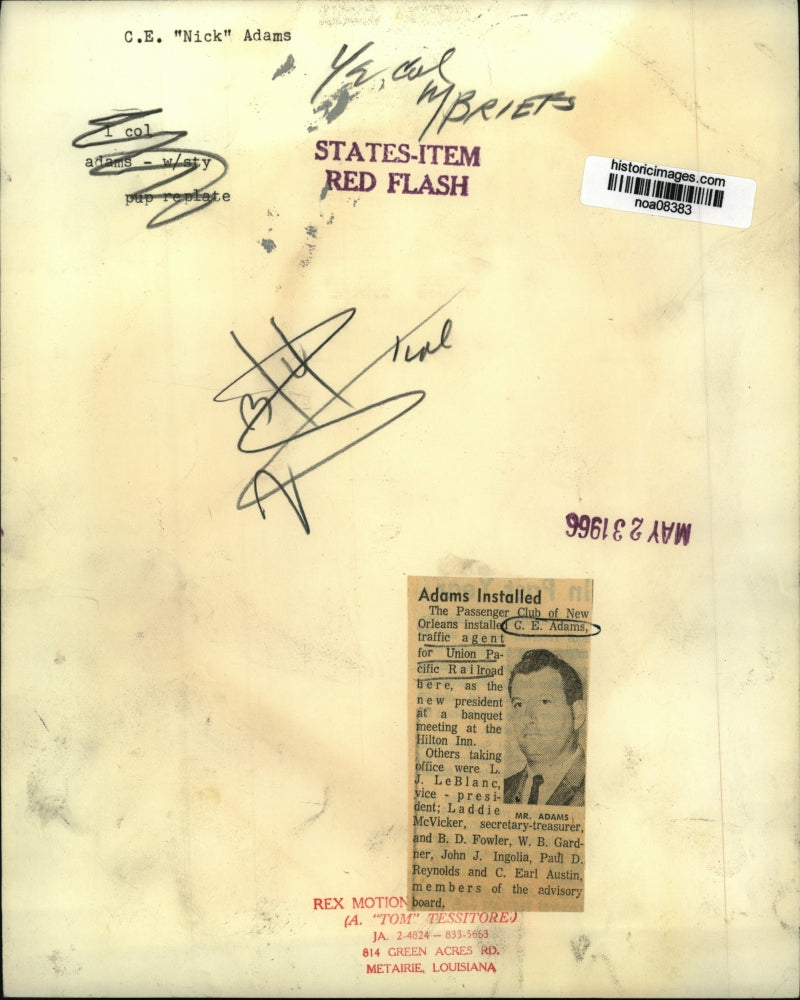 C.E. "Nick" Adams
1/2 col
w/BRIEFS
1 col
adams - w/sty
pup replate
STATES-ITEM
RED FLASH
historicimages.com
noa08383
MAY 23 1966
Adams Installed
The Passenger Club of New
Orleans installed C. E. Adams,
traffic agent
for Union Pa-
cific Railroad
here, as the
new president
at a banquet
meeting at the
Hilton Inn.
Others taking
office were L.
J. LeBlanc,
vice - presi-
dent; Laddie
MR. ADAMS
McVicker, secretary-treasurer,
and B. D. Fowler, W. B. Gard-
ner, John J. Ingolia, Paul D.
Reynolds and C. Earl Austin,
members of the advisory
board.
REX MOTION
(A. "TOM" TESSITORE)
JA. 2-4824 — 833-5663
814 GREEN ACRES RD.
METAIRIE, LOUISIANA